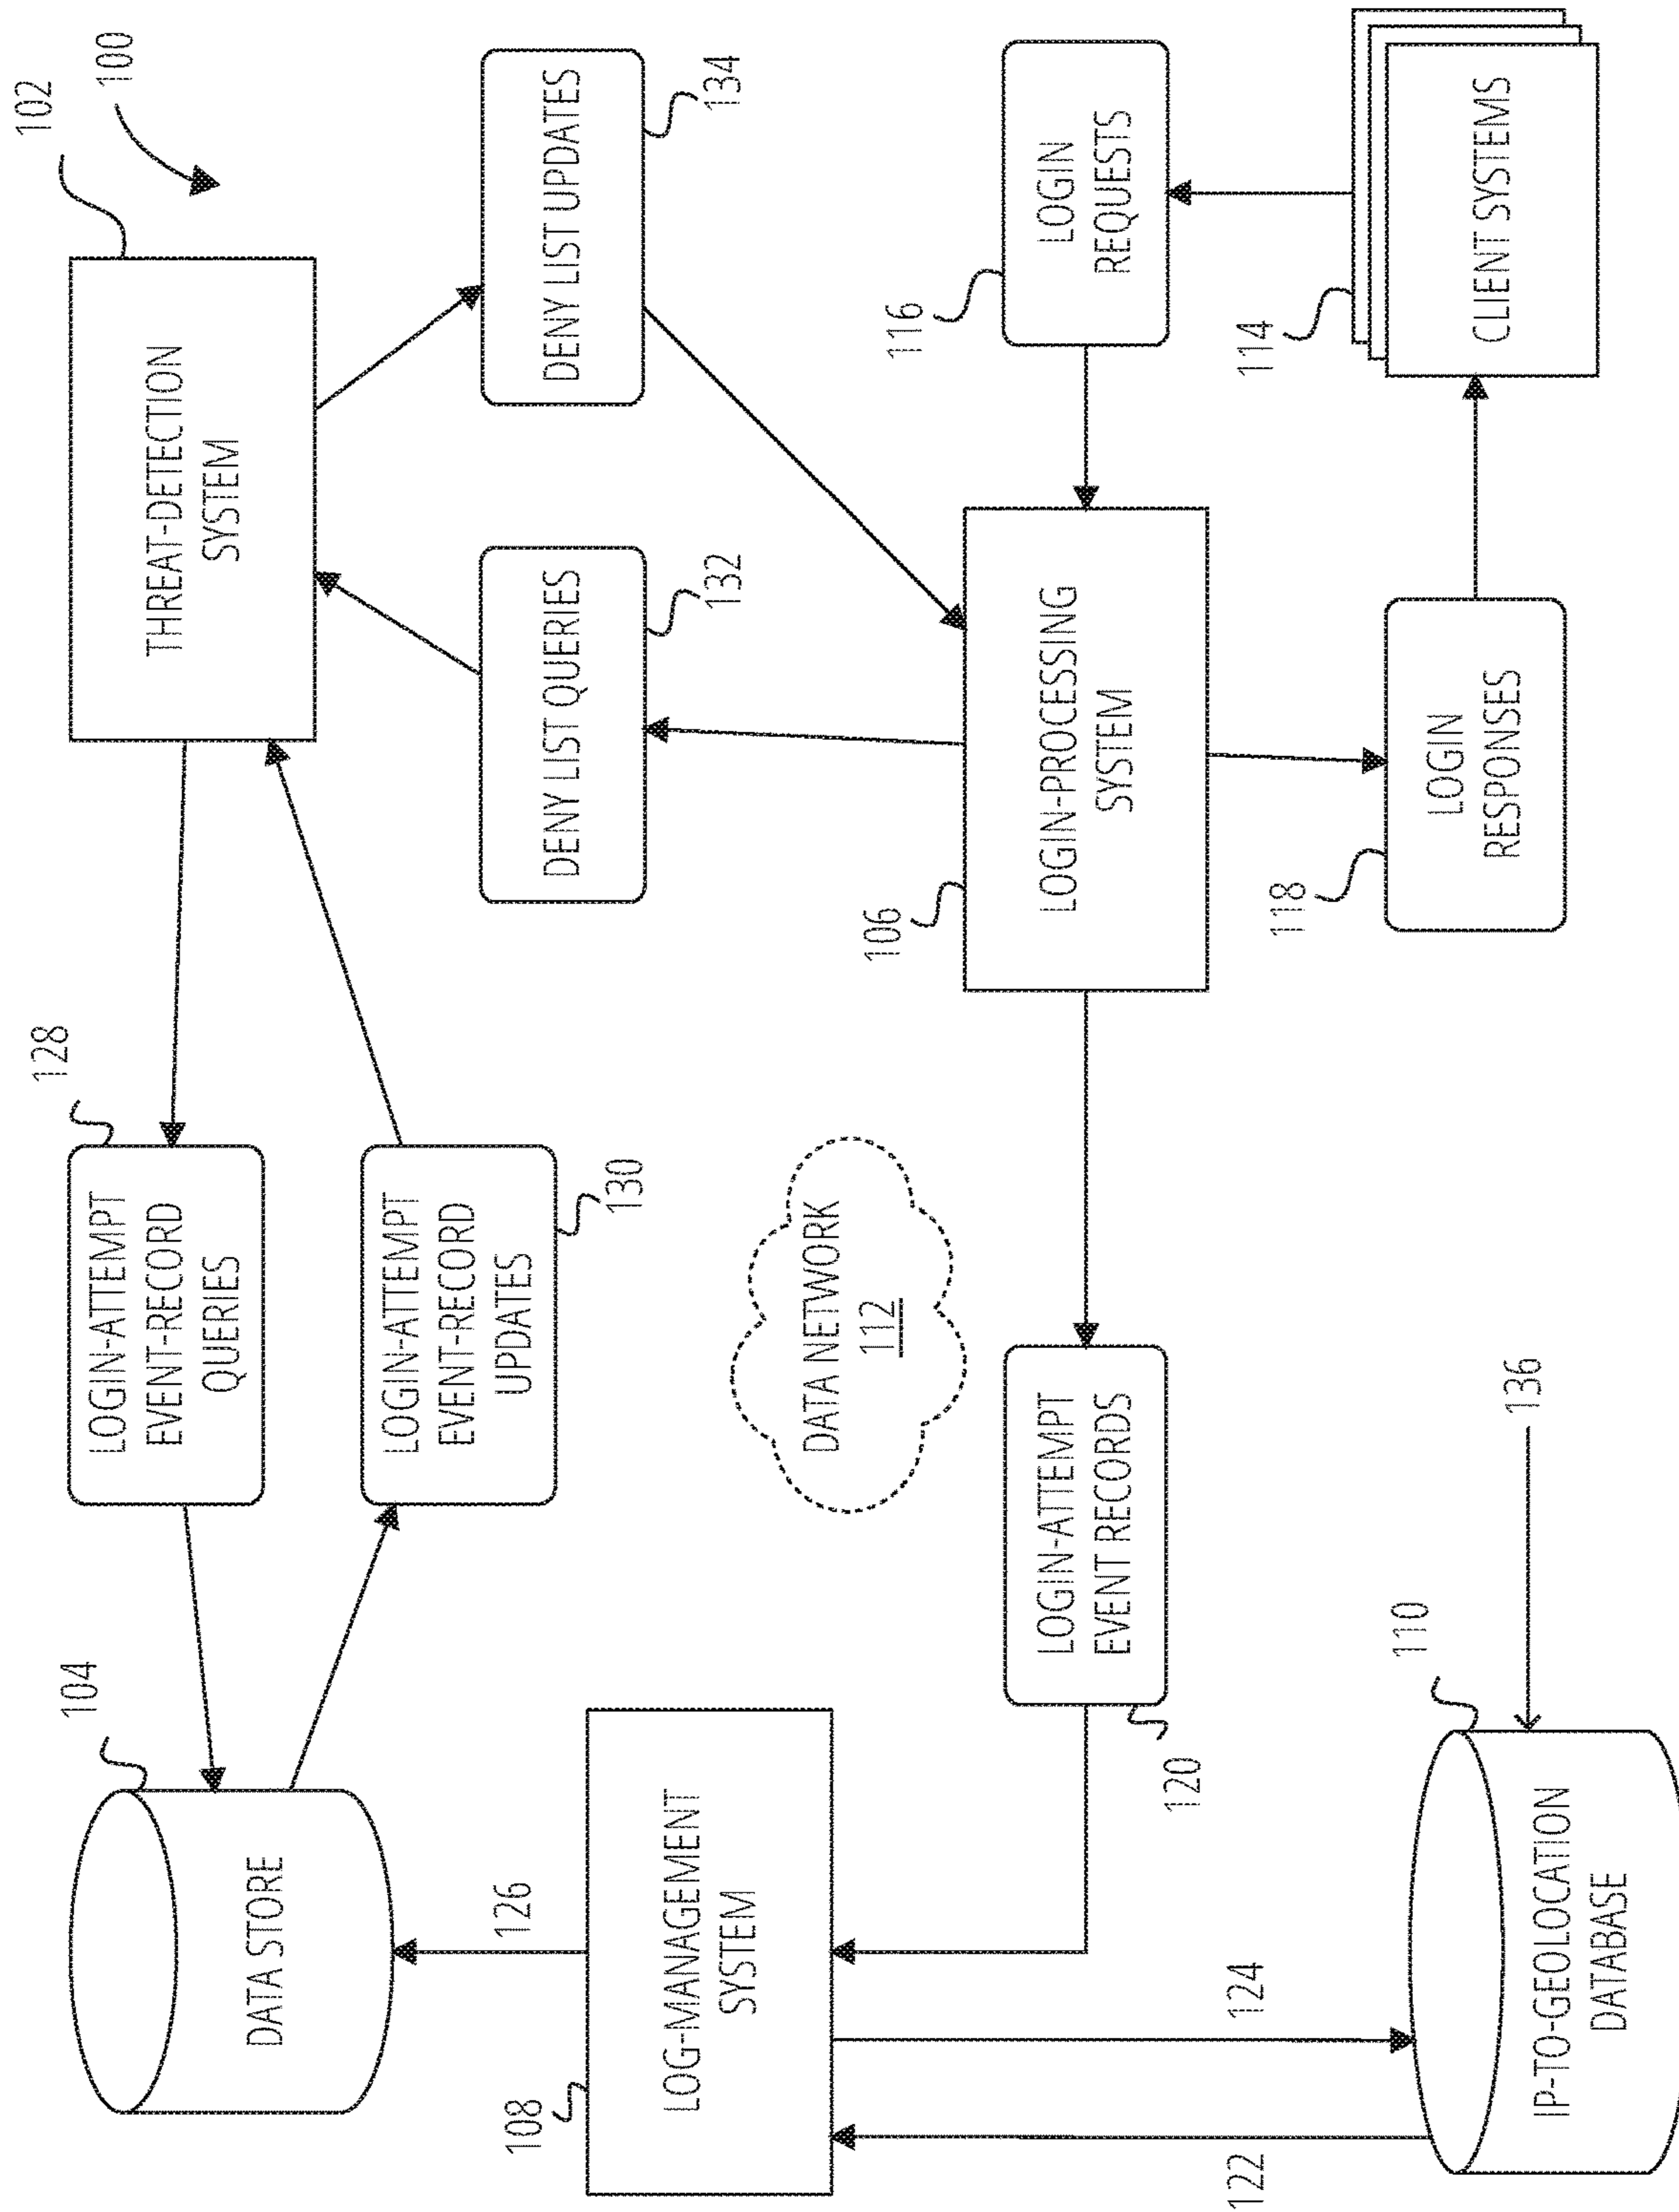 100
102
104
DATA STORE
128
LOGIN-ATTEMPT
EVENT-RECORD
QUERIES
THREAT-DETECTION
SYSTEM
LOGIN-ATTEMPT
EVENT-RECORD
UPDATES
130
126
108
LOG-MANAGEMENT
SYSTEM
DENY LIST QUERIES
132
DENY LIST UPDATES
134
DATA NETWORK
112
106
LOGIN-PROCESSING
SYSTEM
116
LOGIN
REQUESTS
LOGIN-ATTEMPT
EVENT RECORDS
120
122
124
110
IP-TO-GEOLOCATION
DATABASE
136
118
LOGIN
RESPONSES
114
CLIENT SYSTEMS